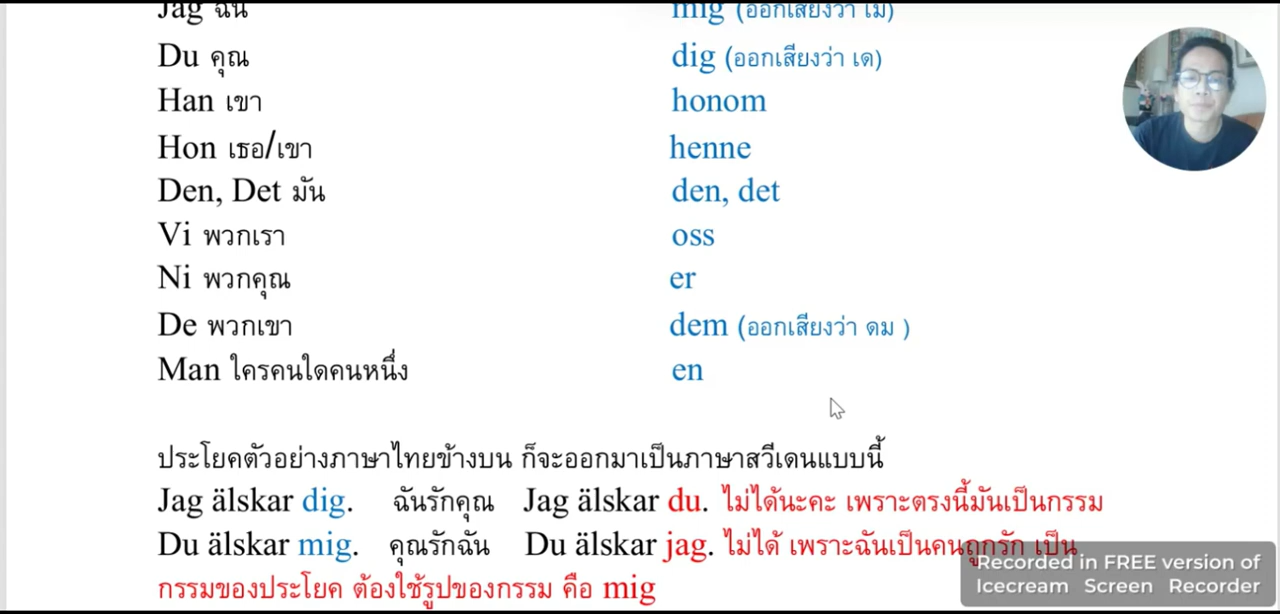 Jag ฉัน mig (ออกเสียงว่า เม)
Du คุณ dig (ออกเสียงว่า เด)
Han เขา honom
Hon เธอ/เขา henne
Den, Det มัน den, det
Vi พวกเรา oss
Ni พวกคุณ er
De พวกเขา dem (ออกเสียงว่า ดม )
Man ใครคนใดคนหนึ่ง en
ประโยคตัวอย่างภาษาไทยข้างบน ก็จะออกมาเป็นภาษาสวีเดนแบบนี้
Jag älskar dig. ฉันรักคุณ Jag älskar du. ไม่ได้นะคะ เพราะตรงนี้มันเป็นกรรม
Du älskar mig. คุณรักฉัน Du älskar jag. ไม่ได้ เพราะฉันเป็นคนถูกรัก เป็น
กรรมของประโยค ต้องใช้รูปของกรรม คือ mig
Recorded in FREE version of
Icecream Screen Recorder